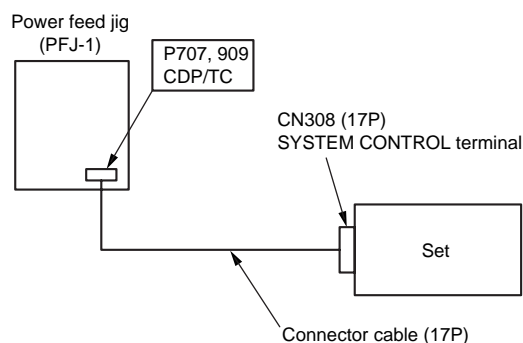 Power feed jig
(PFJ-1)
P707, 909
CDP/TC
CN308 (17P)
SYSTEM CONTROL terminal
Set
Connector cable (17P)